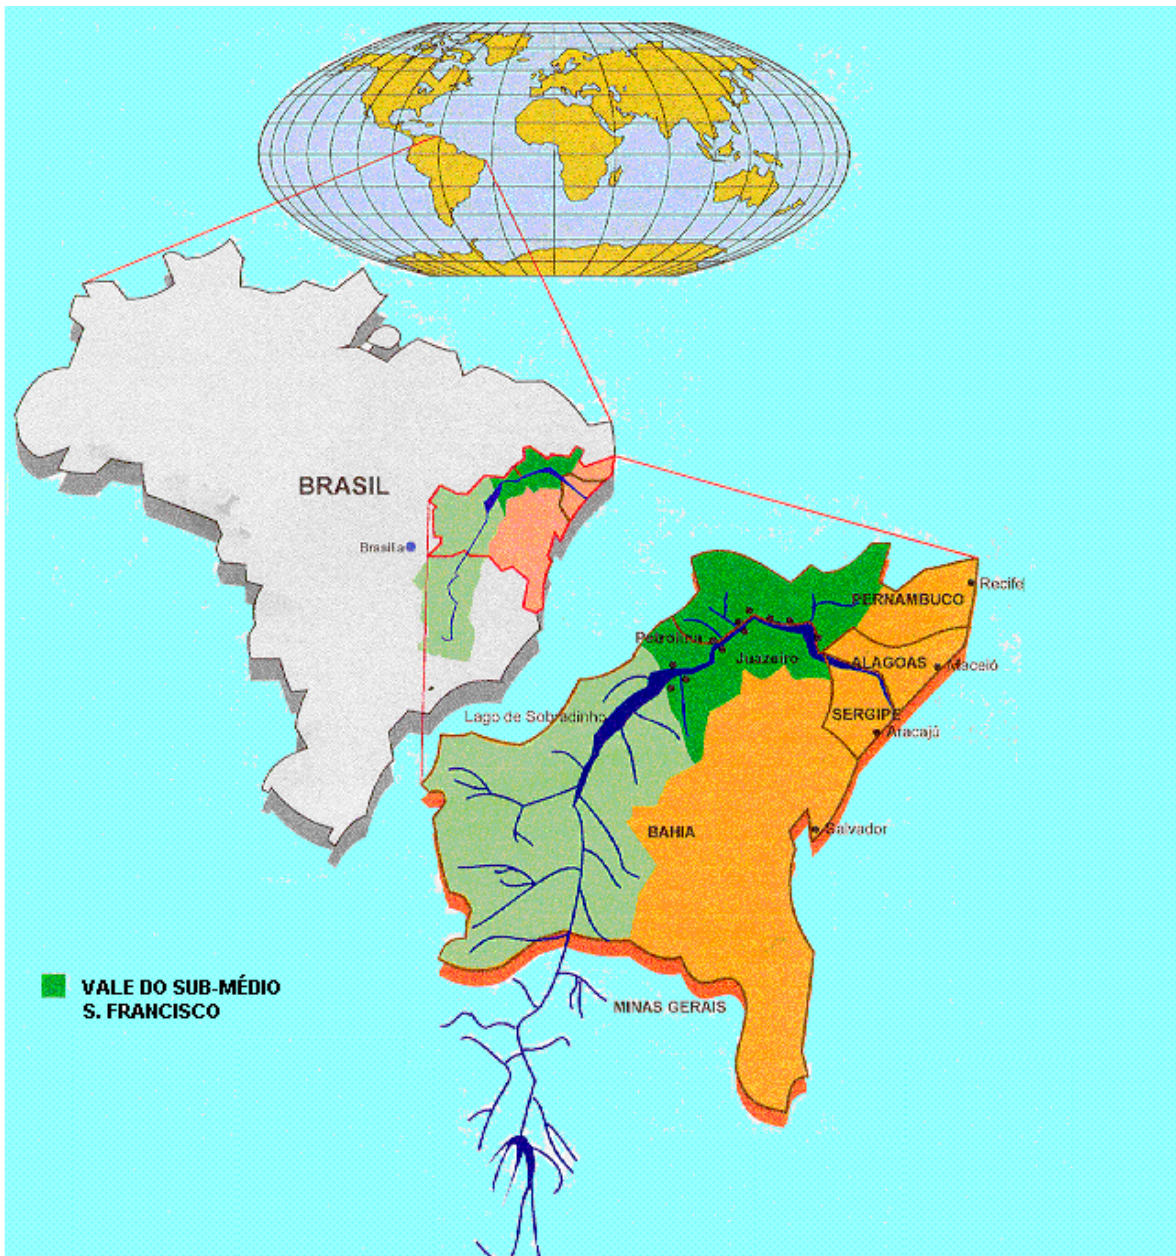 BRASIL
Brasília
Recife
PERNAMBUCO
Petrolina
Juazeiro
ALAGOAS
Maceió
Lago de Sobradinho
SERGIPE
Aracajú
BAHIA
Salvador
VALE DO SUB-MÉDIO
S. FRANCISCO
MINAS GERAIS